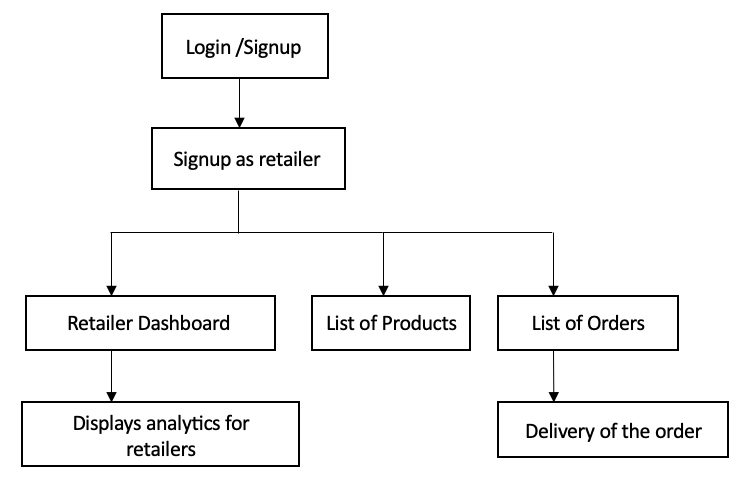 Login /Signup
Signup as retailer
Retailer Dashboard
List of Products
List of Orders
Displays analytics for
retailers
Delivery of the order